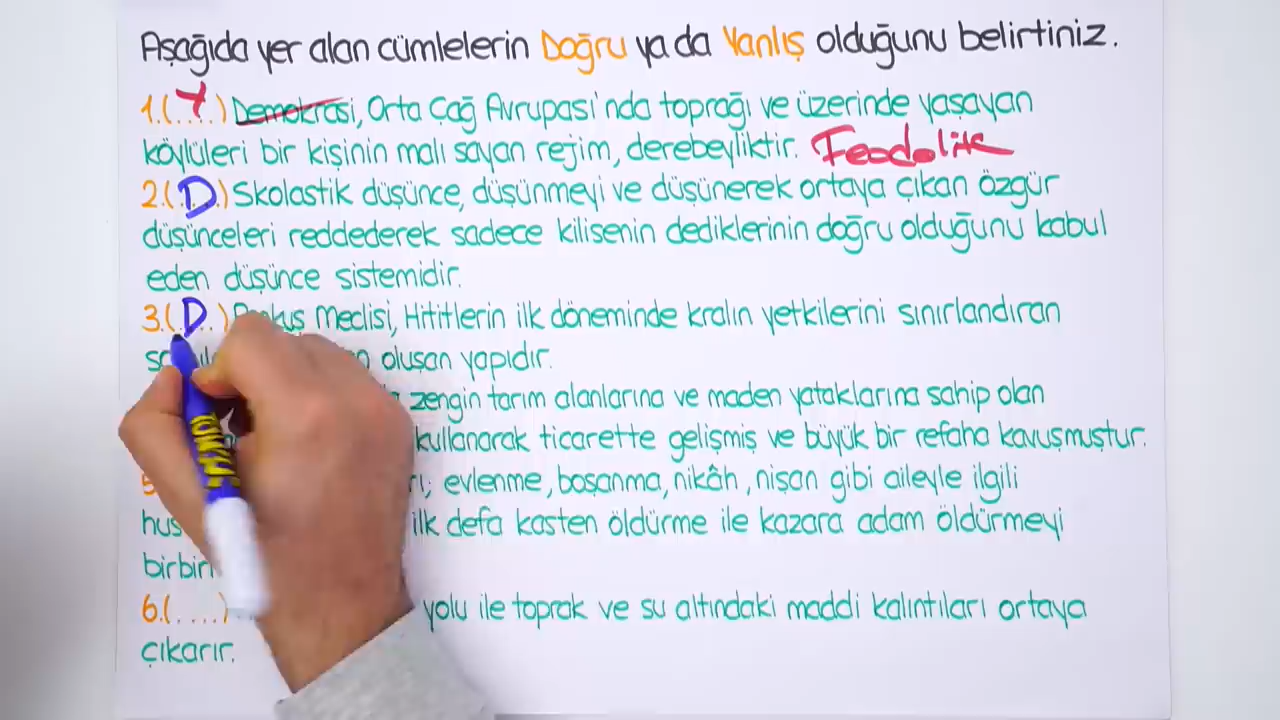 Aşağıda yer alan cümlelerin Doğru ya da Yanlış olduğunu belirtiniz.
1.(..Y..) Demokrasi, Orta Çağ Avrupası'nda toprağı ve üzerinde yaşayan
köylüleri bir kişinin malı sayan rejim, derebeyliktir. Feodalite
2.(.D..) Skolastik düşünce, düşünmeyi ve düşünerek ortaya çıkan özgür
düşünceleri reddederek sadece kilisenin dediklerinin doğru olduğunu kabul
eden düşünce sistemidir.
3.(.D..) Meclisi, Hititlerin ilk döneminde kralın yetkilerini sınırlandıran
oluşan yapıdır.
zengin tarım alanlarına ve maden yataklarına sahip olan
kullanarak ticarette gelişmiş ve büyük bir refaha kavuşmuştur.
evlenme, boşanma, nikâh, nişan gibi aileyle ilgili
ilk defa kasten öldürme ile kazara adam öldürmeyi
6.(....) yolu ile toprak ve su altındaki maddi kalıntıları ortaya
çıkarır.